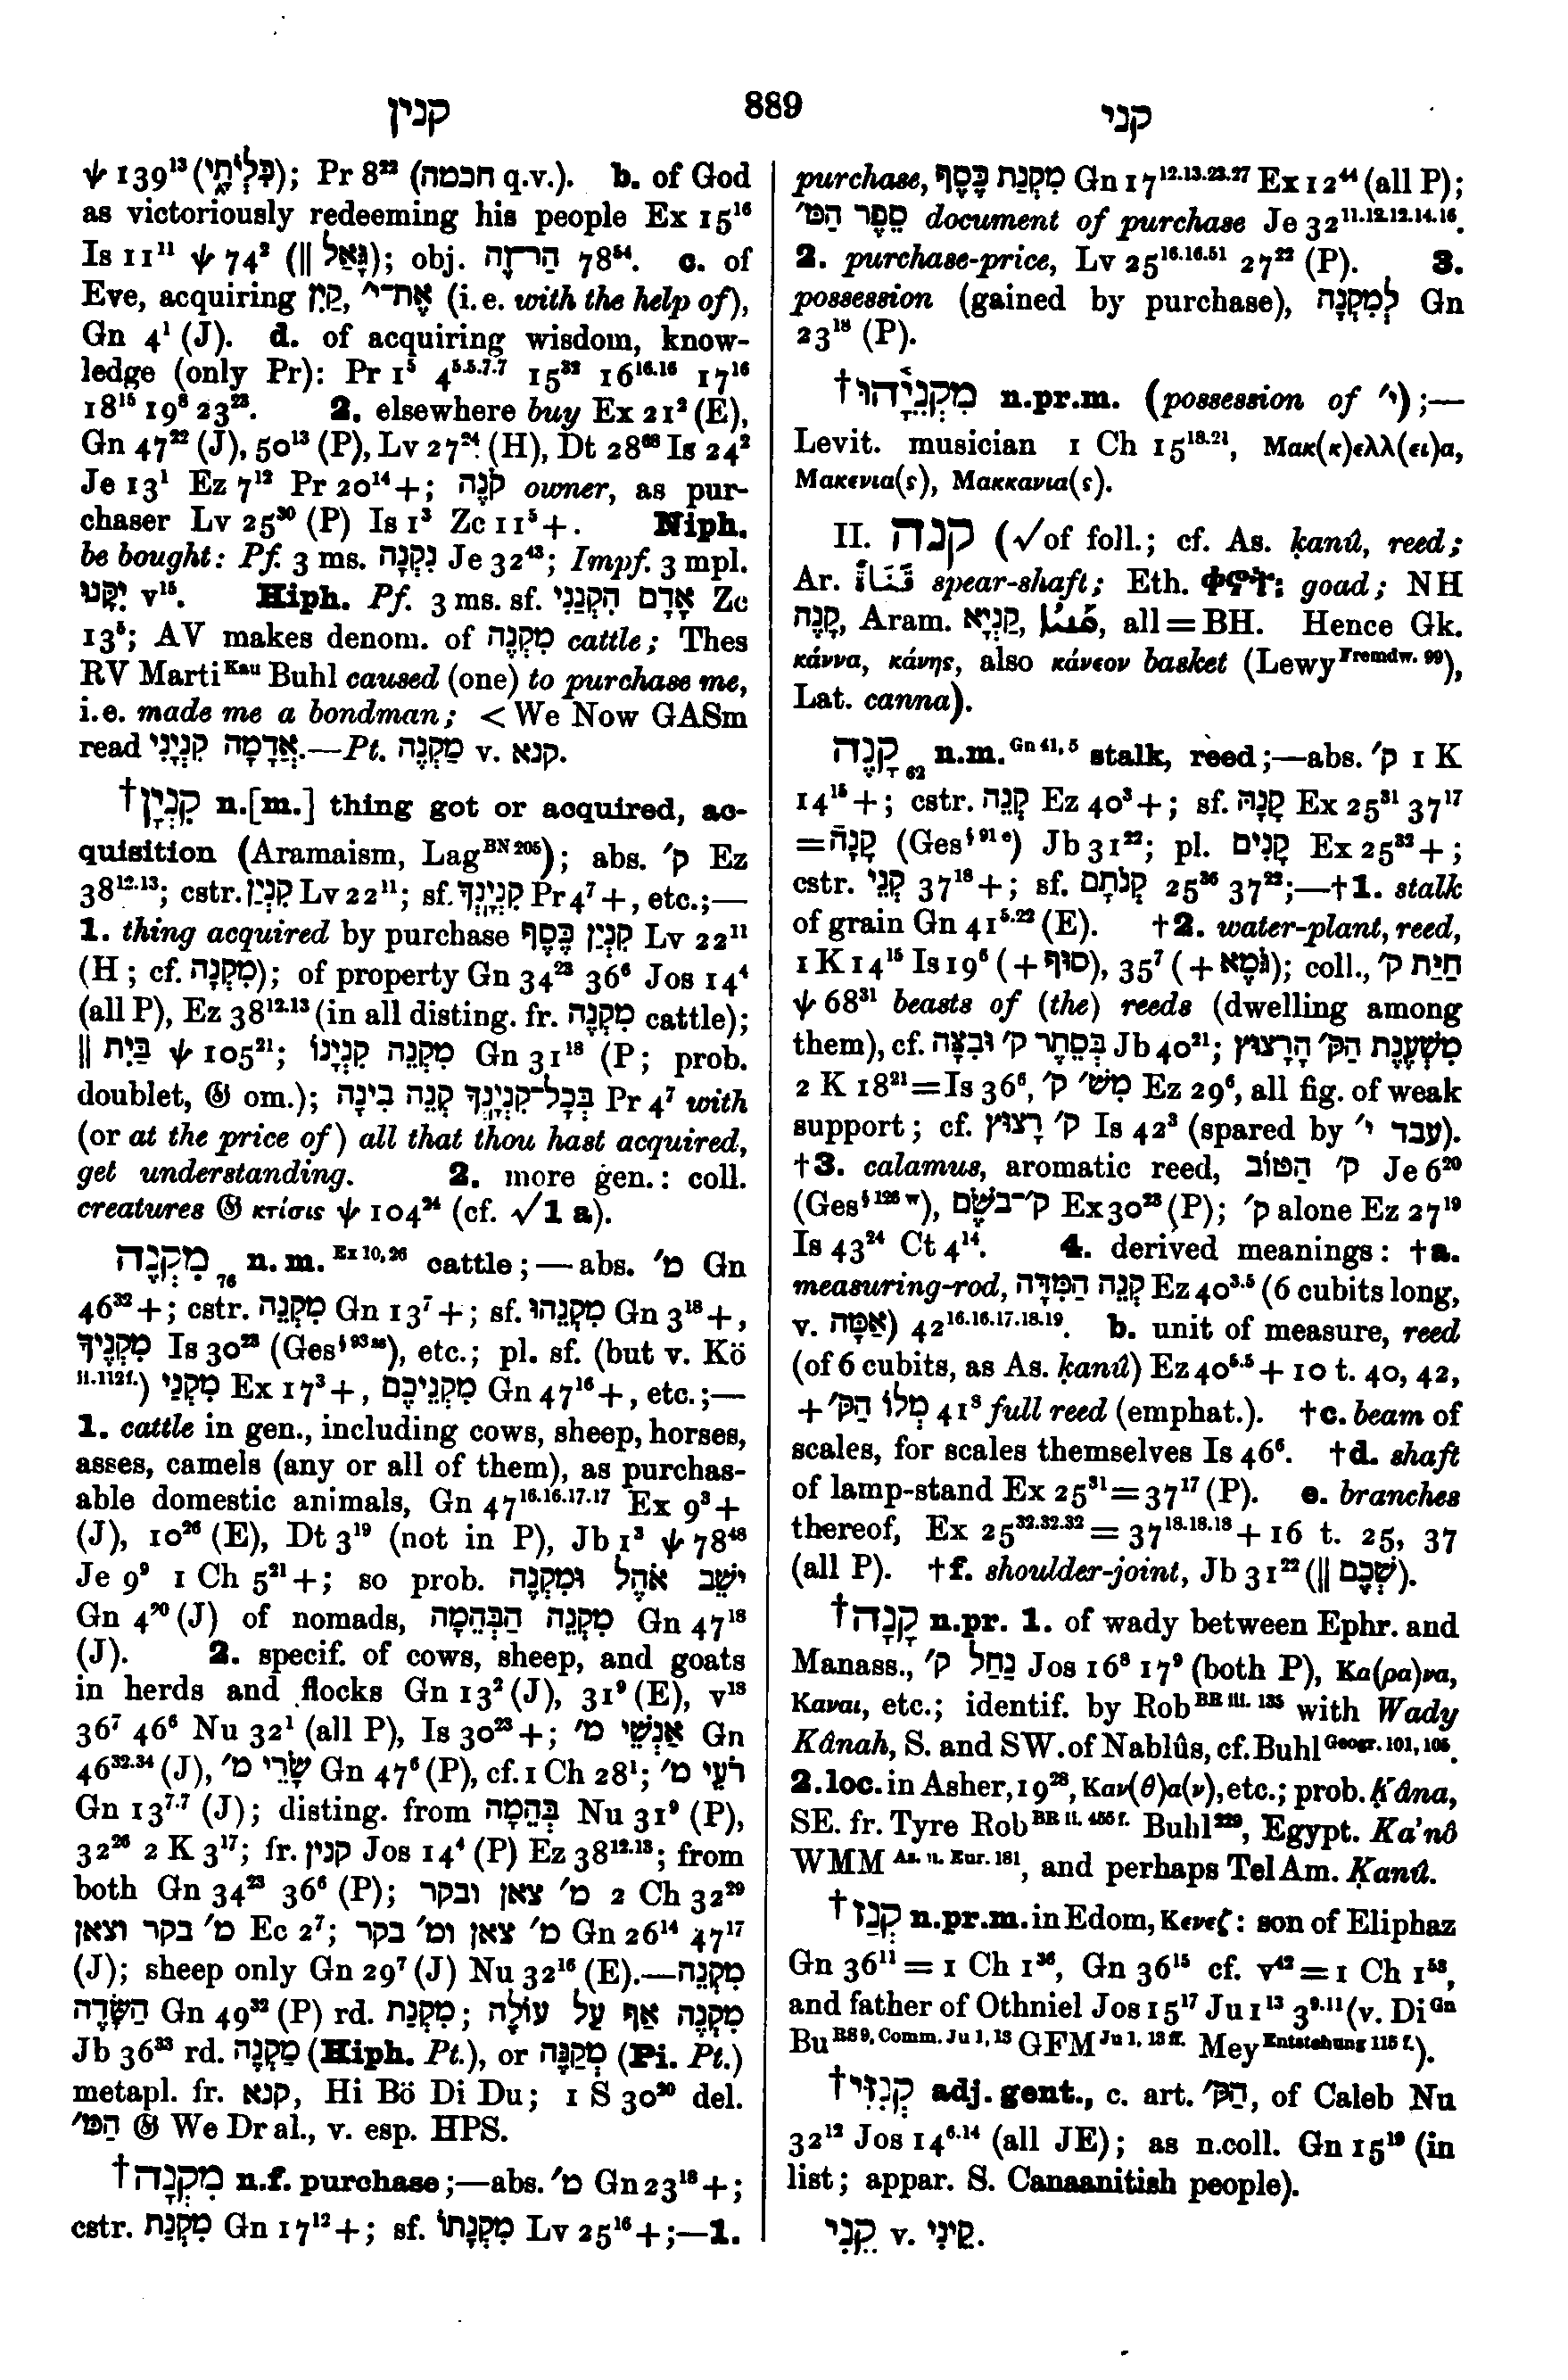 קנין 889 קני
ψ 139¹³ (כִּלְיֹתָ֑י); Pr 8²² (חכמה q.v.). b. of God
as victoriously redeeming his people Ex 15¹⁶
Is 11¹¹ ψ 74² (‖ גָּאַל); obj. הַר־זֶה 78⁵⁴. c. of
Eve, acquiring קַיִן, אֶת־י׳ (i.e. with the help of),
Gn 4¹ (J). d. of acquiring wisdom, know-
ledge (only Pr): Pr 1⁵ 4⁵·⁵·⁷·⁷ 15³² 16¹⁶·¹⁶ 17¹⁶
18¹⁵ 19⁸ 23²³. 2. elsewhere buy Ex 21² (E),
Gn 47²² (J), 50¹³ (P), Lv 27²⁴ (H), Dt 28⁶⁸ Is 24²
Je 13¹ Ez 7¹² Pr 20¹⁴ +; קֹנֶה owner, as pur-
chaser Lv 25³⁰ (P) Is 1³ Zc 11⁵ +. Niph.
be bought: Pf. 3 ms. נִקְנָה Je 32⁴³; Impf. 3 mpl.
יִקָּנוּ v¹⁵. Hiph. Pf. 3 ms. sf. אָדָם הִקְנַנִי Zc
13⁵; AV makes denom. of מִקְנֶה cattle; Thes
RV Marti ᴷᵃᵘ Buhl caused (one) to purchase me,
i.e. made me a bondman; < We Now GASm
read אֲדָמָה קִנְיָנִי.—Pt. מַקְנֶה v. קנא.
†קִנְיָן n.[m.] thing got or acquired, ac-
quisition (Aramaism, Lag ᴮᴺ ²⁰⁵); abs. ק׳ Ez
38¹²·¹³; cstr. קִנְיַן Lv 22¹¹; sf. קִנְיָנֶךָ Pr 4⁷ +, etc.;—
1. thing acquired by purchase קִנְיַן כֶּסֶף Lv 22¹¹
(H; cf. מִקְנָה); of property Gn 34²³ 36⁶ Jos 14⁴
(all P), Ez 38¹²·¹³ (in all disting. fr. מִקְנֶה cattle);
‖ בַּיִת ψ 105²¹; מִקְנֵה קִנְיָנוֹ Gn 31¹⁸ (P; prob.
doublet, 𝔊 om.); בְּכָל־קִנְיָנְךָ קְנֵה בִינָה Pr 4⁷ with
(or at the price of) all that thou hast acquired,
get understanding. 2. more gen.: coll.
creatures 𝔊 κτίσις ψ 104²⁴ (cf. √1 a).
מִקְנֶה₇₆ n. m. ᴱˣ ¹⁰,²⁶ cattle;—abs. מ׳ Gn
46³² +; cstr. מִקְנֵה Gn 13⁷ +; sf. מִקְנֵהוּ Gn 3¹⁸ +,
מִקְנֶיךָ Is 30²³ (Ges § ⁹³ ˢˢ), etc.; pl. sf. (but v. Kö
ii. 112 f.) מִקְנַי Ex 17³ +, מִקְנֵיכֶם Gn 47¹⁶ +, etc.;—
1. cattle in gen., including cows, sheep, horses,
asses, camels (any or all of them), as purchas-
able domestic animals, Gn 47¹⁶·¹⁶·¹⁷·¹⁷ Ex 9³ +
(J), 10²⁶ (E), Dt 3¹⁹ (not in P), Jb 1³ ψ 78⁴⁸
Je 9⁹ 1 Ch 5²¹ +; so prob. יֹשֵׁב אֹהֶל וּמִקְנֶה
Gn 4²⁰ (J) of nomads, מִקְנֵה הַבְּהֵמָה Gn 47¹⁸
(J). 2. specif. of cows, sheep, and goats
in herds and flocks Gn 13² (J), 31⁹ (E), v¹⁸
36⁷ 46⁶ Nu 32¹ (all P), Is 30²³ +; אַנְשֵׁי מ׳ Gn
46³²·³⁴ (J), שָׂרֵי מ׳ Gn 47⁶ (P), cf. 1 Ch 28¹; רֹעֵי מ׳
Gn 13⁷·⁷ (J); disting. from בְּהֵמָה Nu 31⁹ (P),
32²⁶ 2 K 3¹⁷; fr. קנין Jos 14⁴ (P) Ez 38¹²·¹³; from
both Gn 34²³ 36⁶ (P); מ׳ צאן ובקר 2 Ch 32²⁹
מ׳ בקר וצאן Ec 2⁷; מ׳ צאן ומ׳ בקר Gn 26¹⁴ 47¹⁷
(J); sheep only Gn 29⁷ (J) Nu 32¹⁶ (E).—מִקְנֵה
הַשָּׂדֶה Gn 49³² (P) rd. מִקְנַת; מִקְנֶה אַף עַל עוֹלֶה
Jb 36³³ rd. מַקְנֶה (Hiph. Pt.), or מְקַנֶּה (Pi. Pt.)
metapl. fr. קנא, Hi Bö Di Du; 1 S 30²⁰ del.
הַמּ׳ 𝔊 We Dr al., v. esp. HPS.
†מִקְנָה n.f. purchase;—abs. מ׳ Gn 23¹⁸ +;
cstr. מִקְנַת Gn 17¹² +; sf. מִקְנָתוֹ Lv 25¹⁶ +;—1.
purchase, מִקְנַת כֶּסֶף Gn 17¹²·¹³·²³·²⁷ Ex 12⁴⁴ (all P);
סֵפֶר הַמּ׳ document of purchase Je 32¹¹·¹²·¹²·¹⁴·¹⁶.
2. purchase-price, Lv 25¹⁶·¹⁶·⁵¹ 27²² (P). 3.
possession (gained by purchase), לְמִקְנָה Gn
23¹⁸ (P).
†מִקְנֵיָהוּ n.pr.m. (possession of י׳);—
Levit. musician 1 Ch 15¹⁸·²¹, Μακ(κ)ελλ(ει)α,
Μακενια(ς), Μακκανια(ς).
II. קנה (√ of foll.; cf. As. ḳanû, reed;
Ar. قَنَاةٌ spear-shaft; Eth. ቀኖት: goad; NH
קָנֶה, Aram. קַנְיָא, ܩܰܢܝܳܐ, all = BH. Hence Gk.
κάννα, κάνης, also κάνεον basket (Lewy ᶠʳᵉᵐᵈʷ· ⁹⁹),
Lat. canna).
קָנֶה₆₂ n.m. ᴳⁿ ⁴¹,⁵ stalk, reed;—abs. ק׳ 1 K
14¹⁵ +; cstr. קְנֵה Ez 40³ +; sf. קָנָהּ Ex 25³¹ 37¹⁷
=קָנָה (Ges § ⁹¹ ᵉ) Jb 31²²; pl. קָנִים Ex 25³² +;
cstr. קְנֵי 37¹⁸ +; sf. קְנֹתָם 25³⁶ 37²²;—†1. stalk
of grain Gn 41⁵·²² (E). †2. water-plant, reed,
1 K 14¹⁵ Is 19⁶ (+ סוּף), 35⁷ (+ גֹּמֶא); coll., חַיַּת ק׳
ψ 68³¹ beasts of (the) reeds (dwelling among
them), cf. בְּסֵתֶר ק׳ וּבִצָּה Jb 40²¹; מִשְׁעֶנֶת הַקּ׳ הָרָצוּץ
2 K 18²¹ = Is 36⁶, מִשׁ׳ ק׳ Ez 29⁶, all fig. of weak
support; cf. ק׳ רָצוּץ Is 42³ (spared by עבד י׳).
†3. calamus, aromatic reed, ק׳ הַטּוֹב Je 6²⁰
(Ges § ¹²⁶ ʷ), ק׳־בֹשֶׂם Ex 30²³ (P); ק׳ alone Ez 27¹⁹
Is 43²⁴ Ct 4¹⁴. 4. derived meanings: †a.
measuring-rod, קְנֵה הַמִּדָּה Ez 40³·⁵ (6 cubits long,
v. אַמָּה) 42¹⁶·¹⁶·¹⁷·¹⁸·¹⁹. b. unit of measure, reed
(of 6 cubits, as As. ḳanû) Ez 40⁵·⁵ + 10 t. 40, 42,
+ מְלוֹ הַקּ׳ 41⁸ full reed (emphat.). †c. beam of
scales, for scales themselves Is 46⁶. †d. shaft
of lamp-stand Ex 25³¹ = 37¹⁷ (P). e. branches
thereof, Ex 25³²·³²·³² = 37¹⁸·¹⁸·¹⁸ + 16 t. 25, 37
(all P). †f. shoulder-joint, Jb 31²² (‖ שְׁכֶם).
†קָנָה n.pr. 1. of wady between Ephr. and
Manass., נַחַל ק׳ Jos 16⁸ 17⁹ (both P), Κα(ρα)να,
Καναι, etc.; identif. by Rob ᴮᴿ ⁱⁱⁱ· ¹³⁵ with Wady
Kânah, S. and SW. of Nablûs, cf. Buhl ᴳᵉᵒᵍʳ· ¹⁰¹, ¹⁰⁵.
2. loc. in Asher, 19²⁸, Καν(θ)α(ν), etc.; prob. Ḳâna,
SE. fr. Tyre Rob ᴮᴿ ⁱⁱ· ⁴⁵⁵ ᶠ· Buhl ²²⁹, Egypt. Ka’nô
WMM ᴬˢ· ᵘ· ᴱᵘʳ· ¹⁸¹, and perhaps TelAm. Ḳanû.
†קְנַז n.pr.m. in Edom, Κενεζ: son of Eliphaz
Gn 36¹¹ = 1 Ch 1³⁶, Gn 36¹⁵ cf. v⁴² = 1 Ch 1⁵³,
and father of Othniel Jos 15¹⁷ Ju 1¹³ 3⁹·¹¹ (v. Di ᴳⁿ
Bu ᴿˢ ⁹, ᶜᵒᵐᵐ· ᴶᵘ ¹, ¹³ GFM ᴶᵘ ¹, ¹³ ᶠᶠ· Mey ᴱⁿᵗˢᵗᵉʰᵘⁿᵍ ¹¹⁵ ᶠ·).
†קְנִזִּי adj. gent., c. art. הַקּ׳, of Caleb Nu
32¹² Jos 14⁶·¹⁴ (all JE); as n.coll. Gn 15¹⁹ (in
list; appar. S. Canaanitish people).
קֵנִי v. קֵינִי.